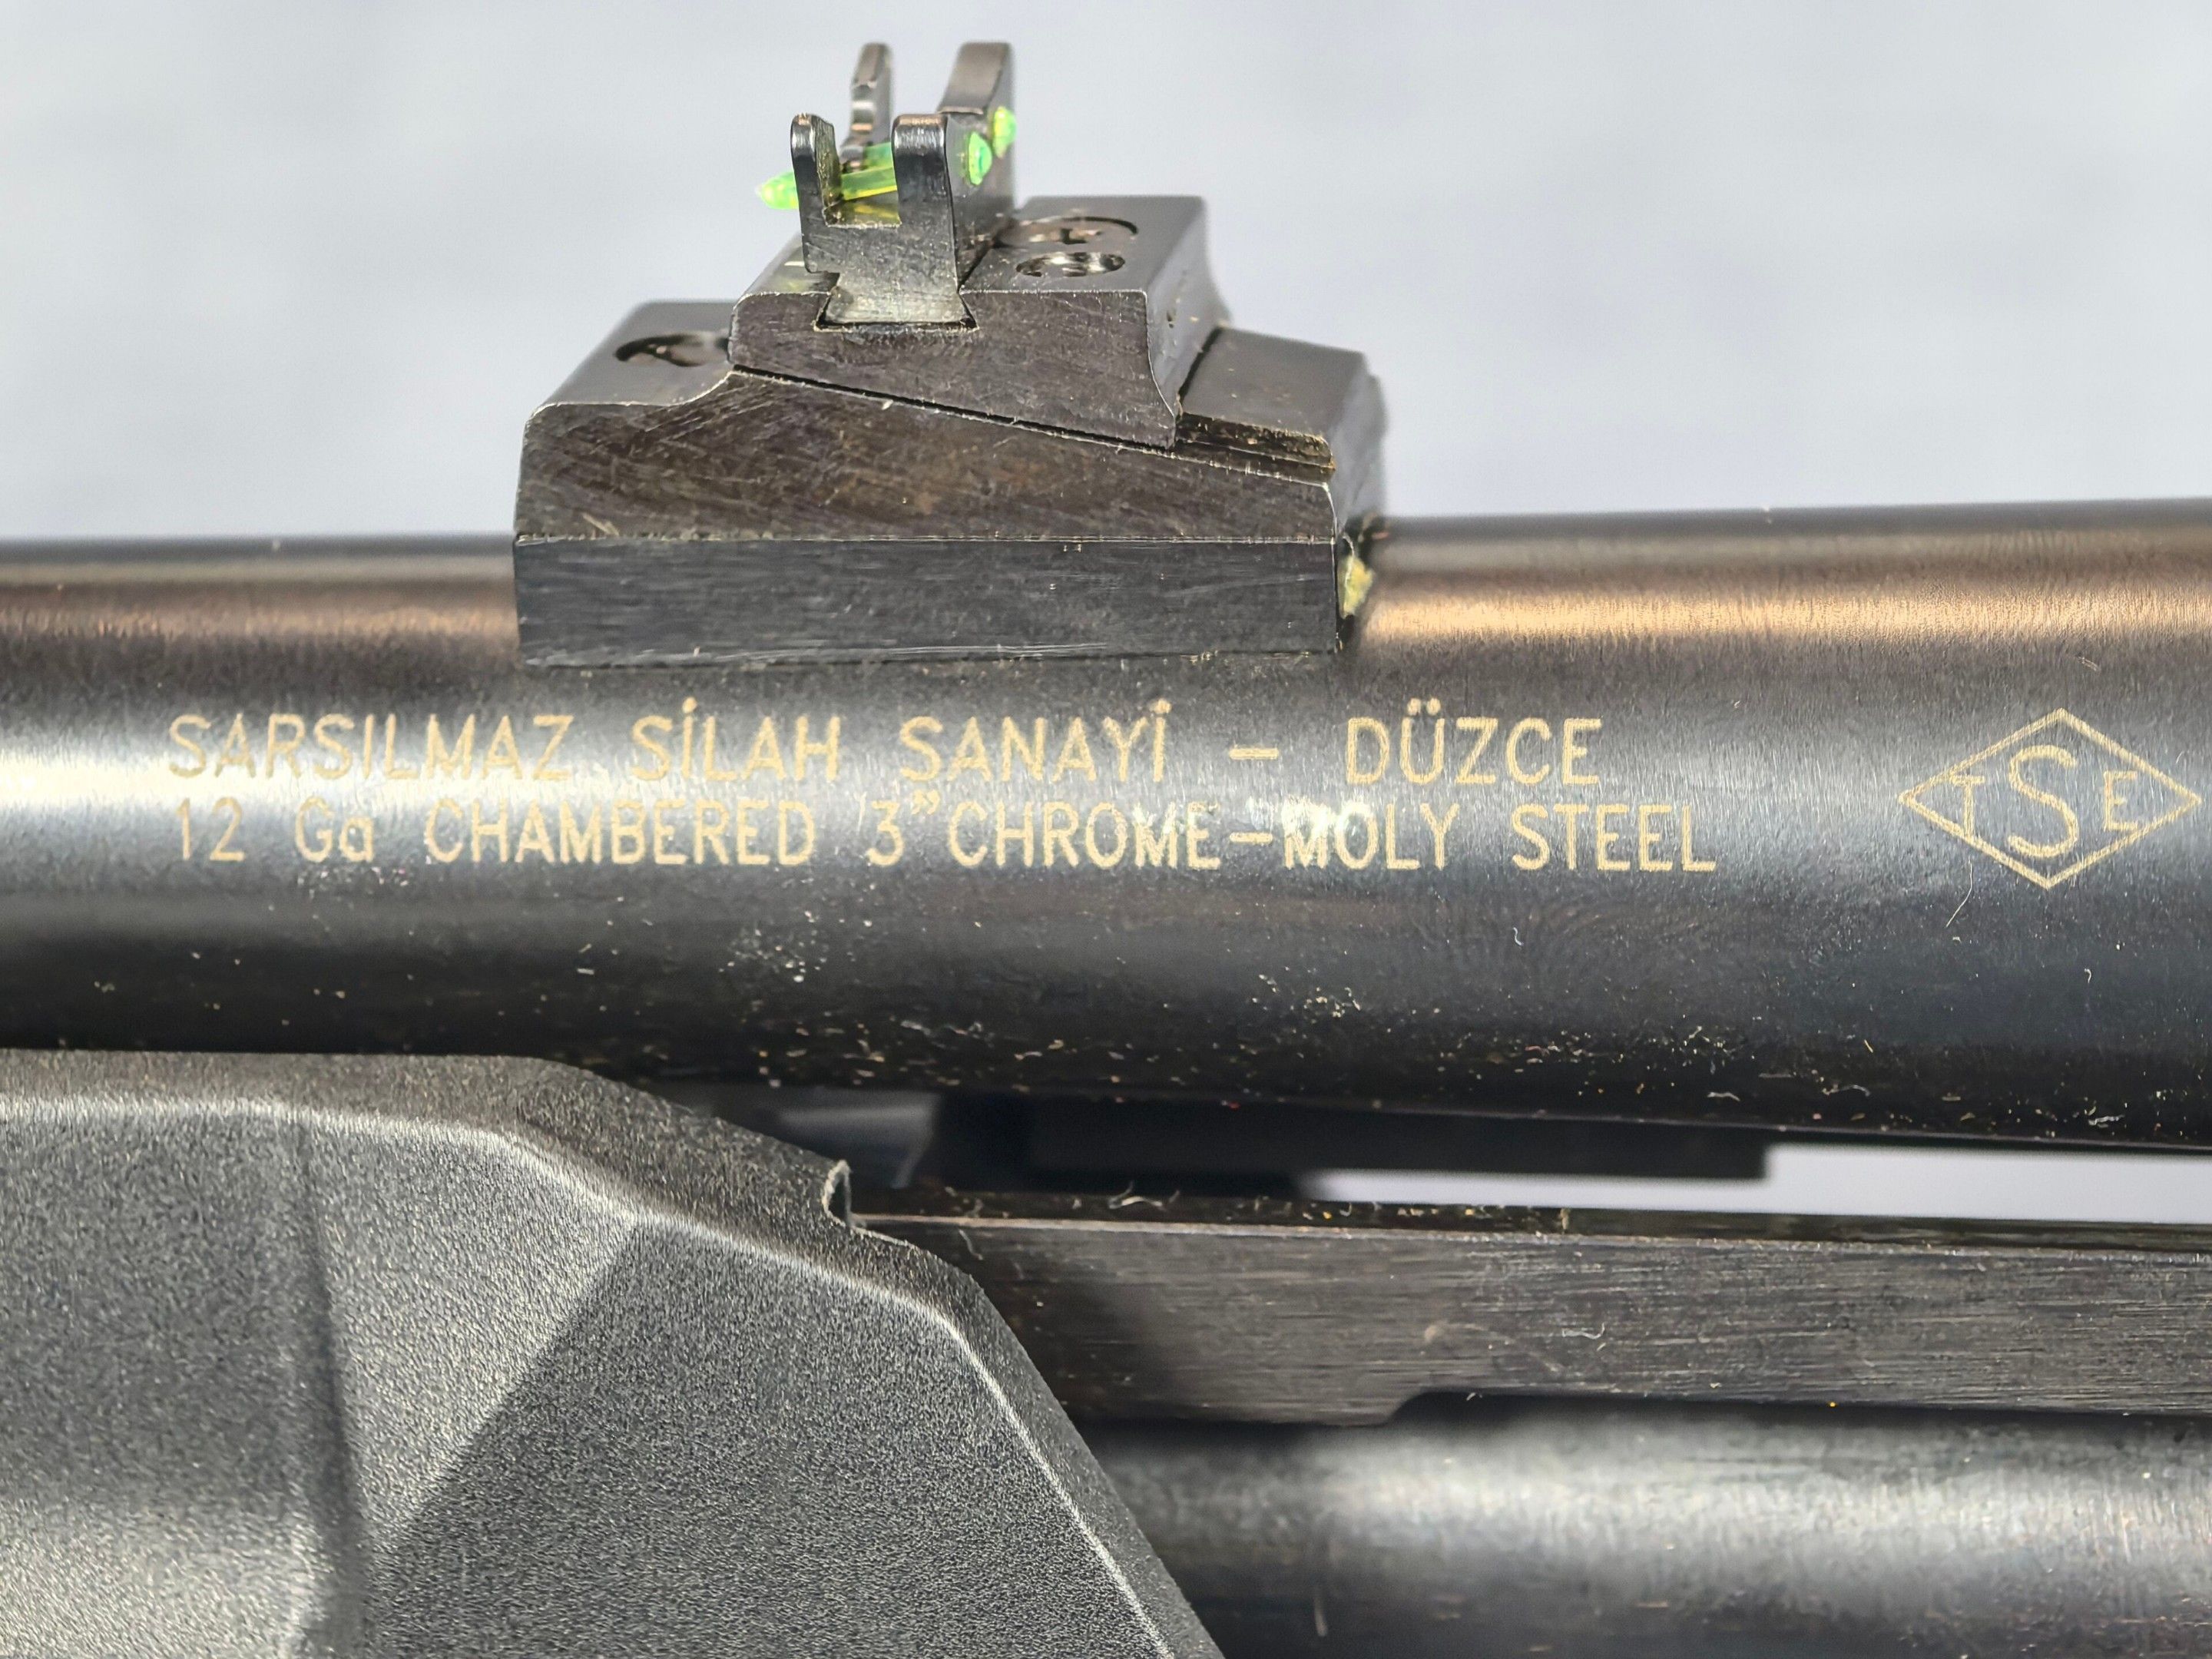 SARSILMAZ SİLAH SANAYİ - DÜZCE
12 Ga CHAMBERED 3" CHROME-MOLY STEEL
TSE